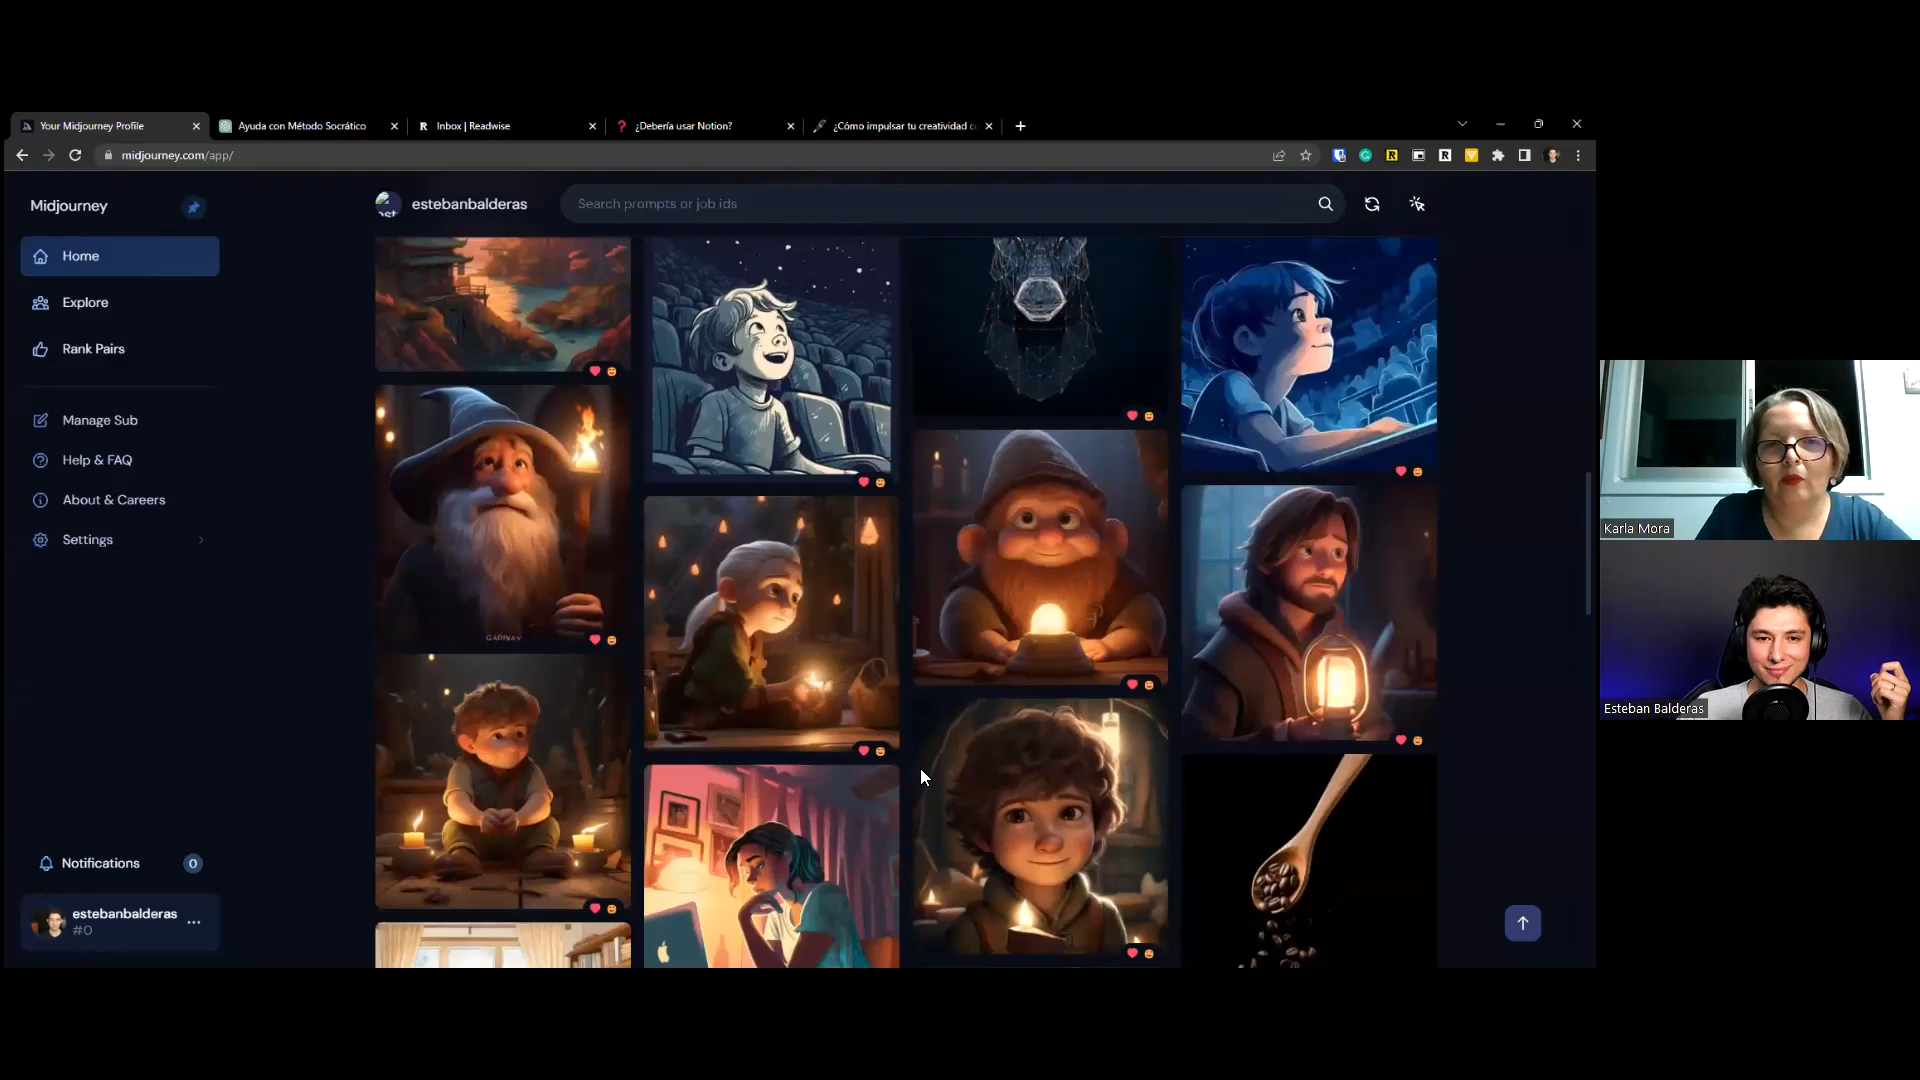 Your Midjourney Profile
Ayuda con Método Socrático
R Inbox | Readwise
¿Debería usar Notion?
¿Cómo impulsar tu creatividad c
midjourney.com/app/
Midjourney
estebanbalderas
Search prompts or job ids
Home
Explore
Rank Pairs
Manage Sub
Help & FAQ
About & Careers
Settings
Notifications
0
estebanbalderas
#0
Karla Mora
Esteban Balderas